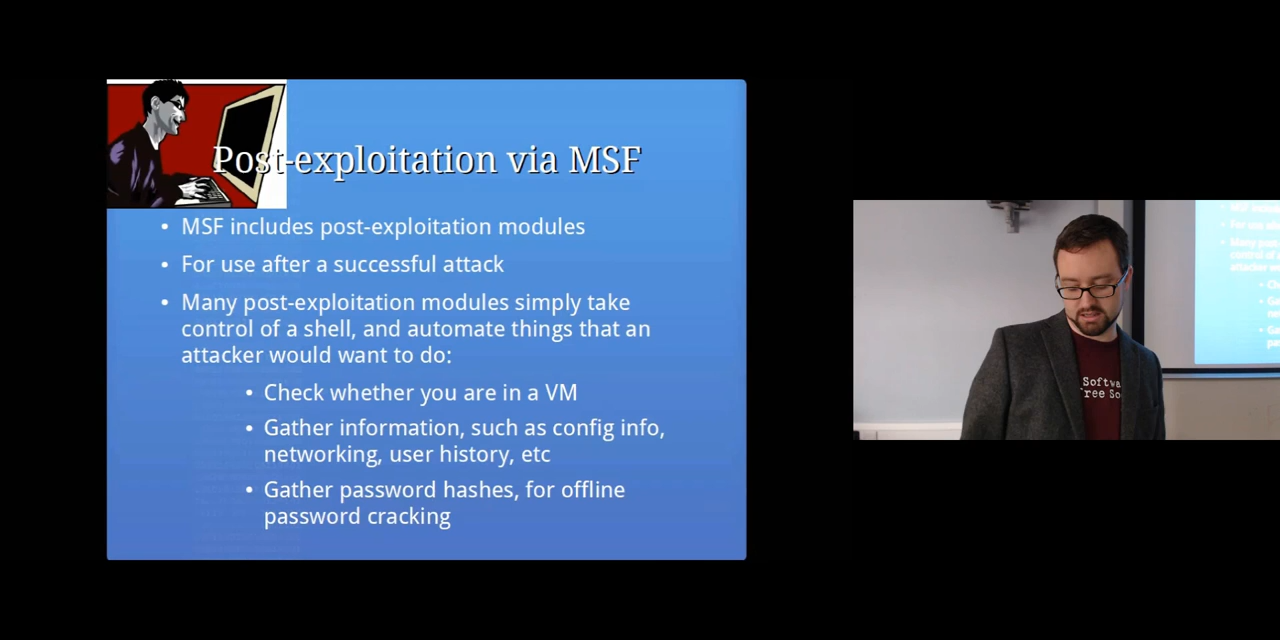 Post-exploitation via MSF
• MSF includes post-exploitation modules
• For use after a successful attack
• Many post-exploitation modules simply take
control of a shell, and automate things that an
attacker would want to do:
• Check whether you are in a VM
• Gather information, such as config info,
networking, user history, etc
• Gather password hashes, for offline
password cracking
Softwa